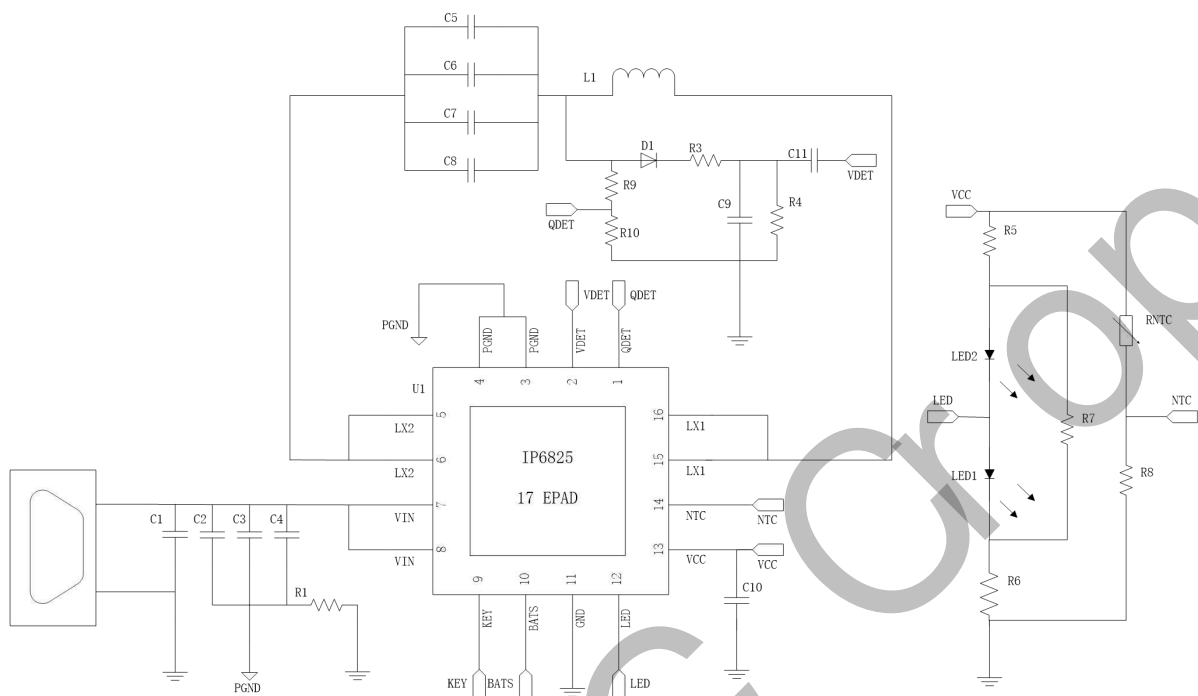 C5
C6
L1
C7
C8
D1
R3
C11
VDET
R9
QDET
R10
C9
R4
VCC
R5
PGND
VDET
QDET
PGND
PGND
VDET
QDET
RNTC
U1
4
3
2
1
LED2
5
16
LX2
LX1
LED
NTC
R7
6
IP6825
15
LX2
LX1
LED1
R8
17 EPAD
7
14
C1
C2
C3
C4
VIN
NTC
NTC
8
13
VIN
VCC
VCC
R1
9
10
11
12
C10
R6
KEY
BATS
GND
LED
PGND
KEY
BATS
LED
Crop
C